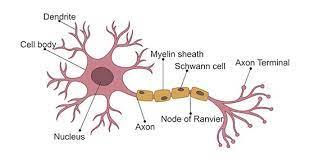 Dendrite
Cell body
Myelin sheath
Schwann cell
Axon Terminal
Nucleus
Axon
Node of Ranvier